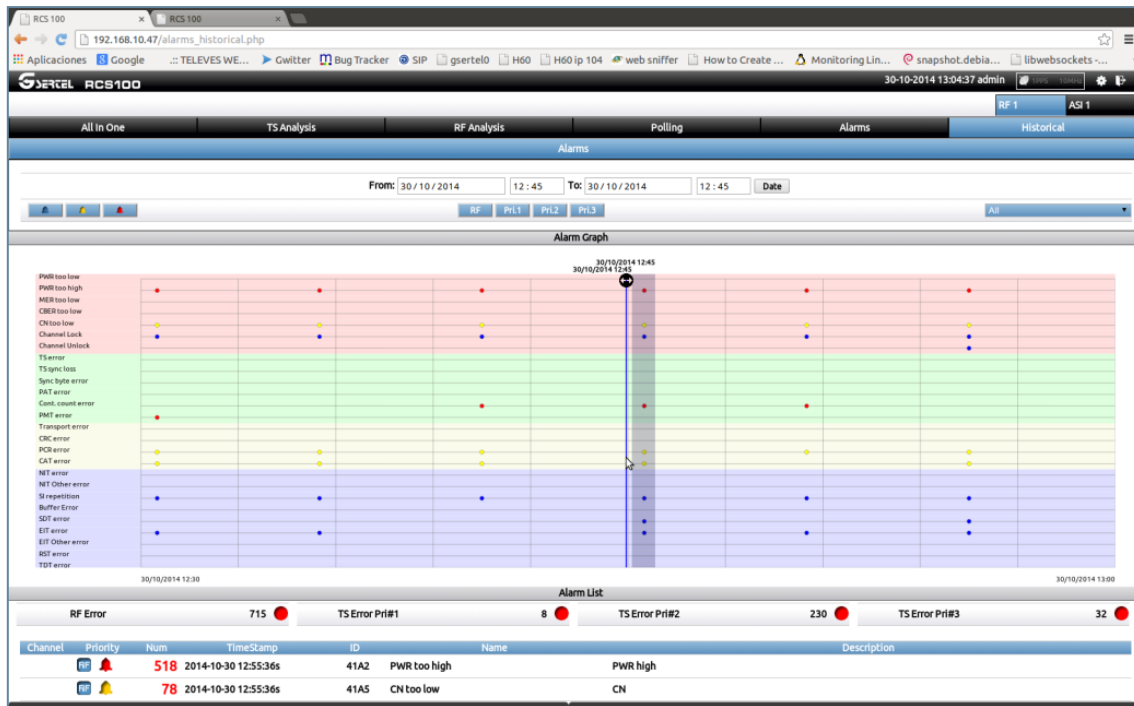 RCS 100 × RCS 100 ×
192.168.10.47/alarms_historical.php
Aplicaciones Google .:: TELEVES WE... Gwitter Bug Tracker SIP gsertel0 H60 H60 ip 104 web sniffer How to Create ... Monitoring Lin... snapshot.debia... libwebsockets -...
GSERTEL RCS100 30-10-2014 13:04:37 admin 1PPS 10MHz
RF 1 ASI 1
All In One TS Analysis RF Analysis Polling Alarms Historical
Alarms
From: 30/10/2014 12:45 To: 30/10/2014 12:45 Date
RF Pri.1 Pri.2 Pri.3 All
Alarm Graph
30/10/2014 12:45
30/10/2014 12:45
PWR too low
PWR too high
MER too low
CBER too low
CN too low
Channel Lock
Channel Unlock
TS error
TS sync loss
Sync byte error
PAT error
Cont. count error
PMT error
Transport error
CRC error
PCR error
CAT error
NIT error
NIT Other error
SI repetition
Buffer Error
SDT error
EIT error
EIT Other error
RST error
TDT error
30/10/2014 12:30 30/10/2014 13:00
Alarm List
RF Error 715 TS Error Pri#1 8 TS Error Pri#2 230 TS Error Pri#3 32
Channel Priority Num TimeStamp ID Name Description
RF 518 2014-10-30 12:55:36s 41A2 PWR too high PWR high
RF 78 2014-10-30 12:55:36s 41A5 CN too low CN